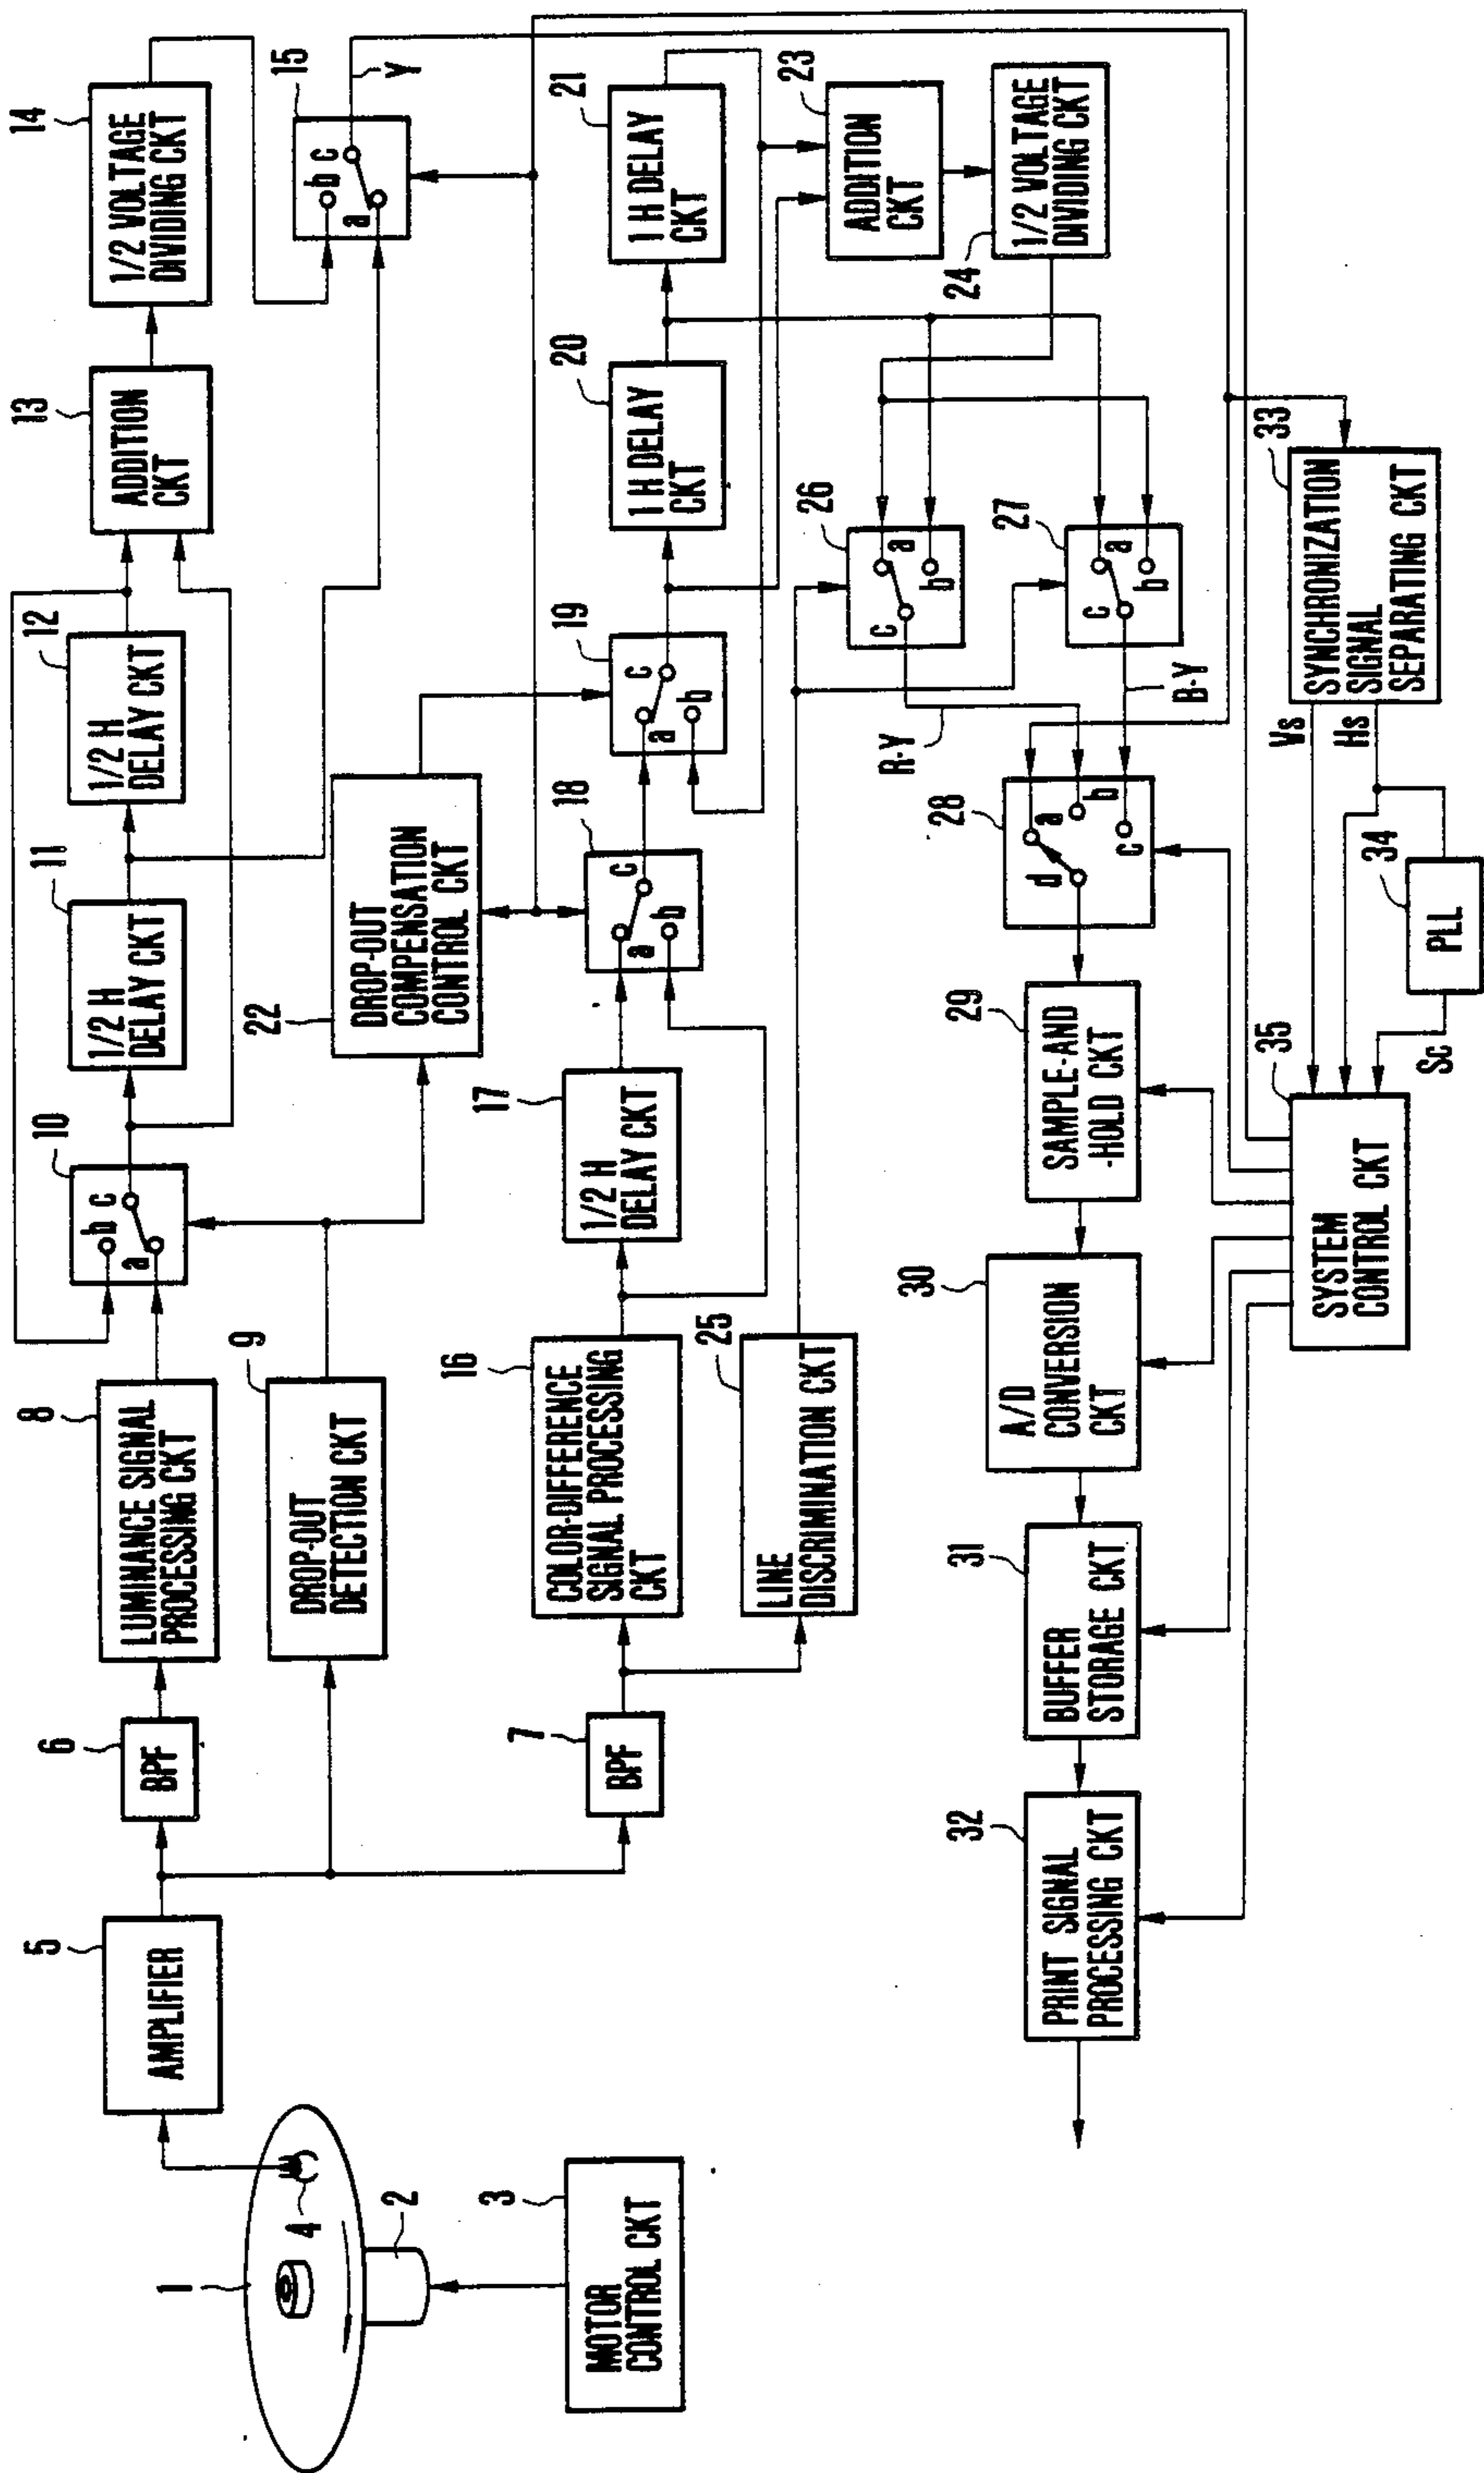 1
2
3
MOTOR
CONTROL CKT
4
5
AMPLIFIER
6
BPF
7
BPF
8
LUMINANCE SIGNAL
PROCESSING CKT
9
DROP-OUT
DETECTION CKT
10
a
b
c
11
1/2 H
DELAY CKT
12
1/2 H
DELAY CKT
13
ADDITION
CKT
14
1/2 VOLTAGE
DIVIDING CKT
15
a
b
c
Y
16
COLOR-DIFFERENCE
SIGNAL PROCESSING
CKT
17
1/2 H
DELAY CKT
18
a
b
c
19
a
b
c
20
1 H DELAY
CKT
21
1 H DELAY
CKT
22
DROP-OUT
COMPENSATION
CONTROL CKT
23
ADDITION
CKT
24
1/2 VOLTAGE
DIVIDING CKT
25
LINE
DISCRIMINATION CKT
26
a
b
c
R-Y
27
a
b
c
B-Y
28
a
b
c
d
29
SAMPLE-AND
-HOLD CKT
30
A/D
CONVERSION
CKT
31
BUFFER
STORAGE CKT
32
PRINT SIGNAL
PROCESSING CKT
33
SYNCHRONIZATION
SIGNAL
SEPARATING CKT
Vs
Hs
34
PLL
Sc
35
SYSTEM
CONTROL CKT